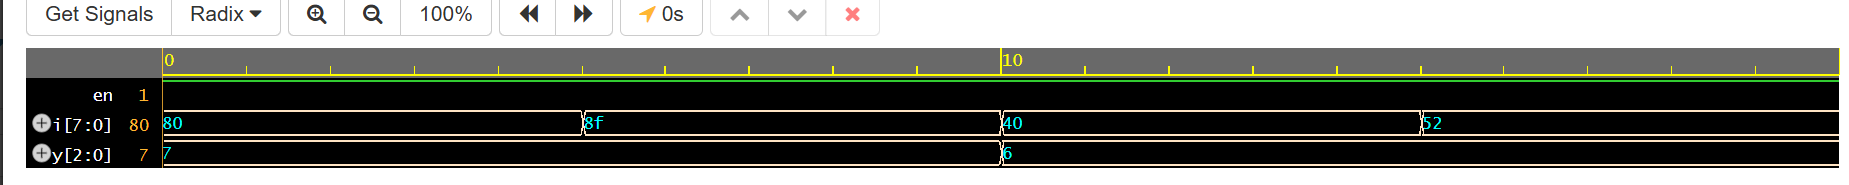 Get Signals Radix 100% 0s
0 10
en 1
i[7:0] 80 80 8f 40 52
y[2:0] 7 7 6